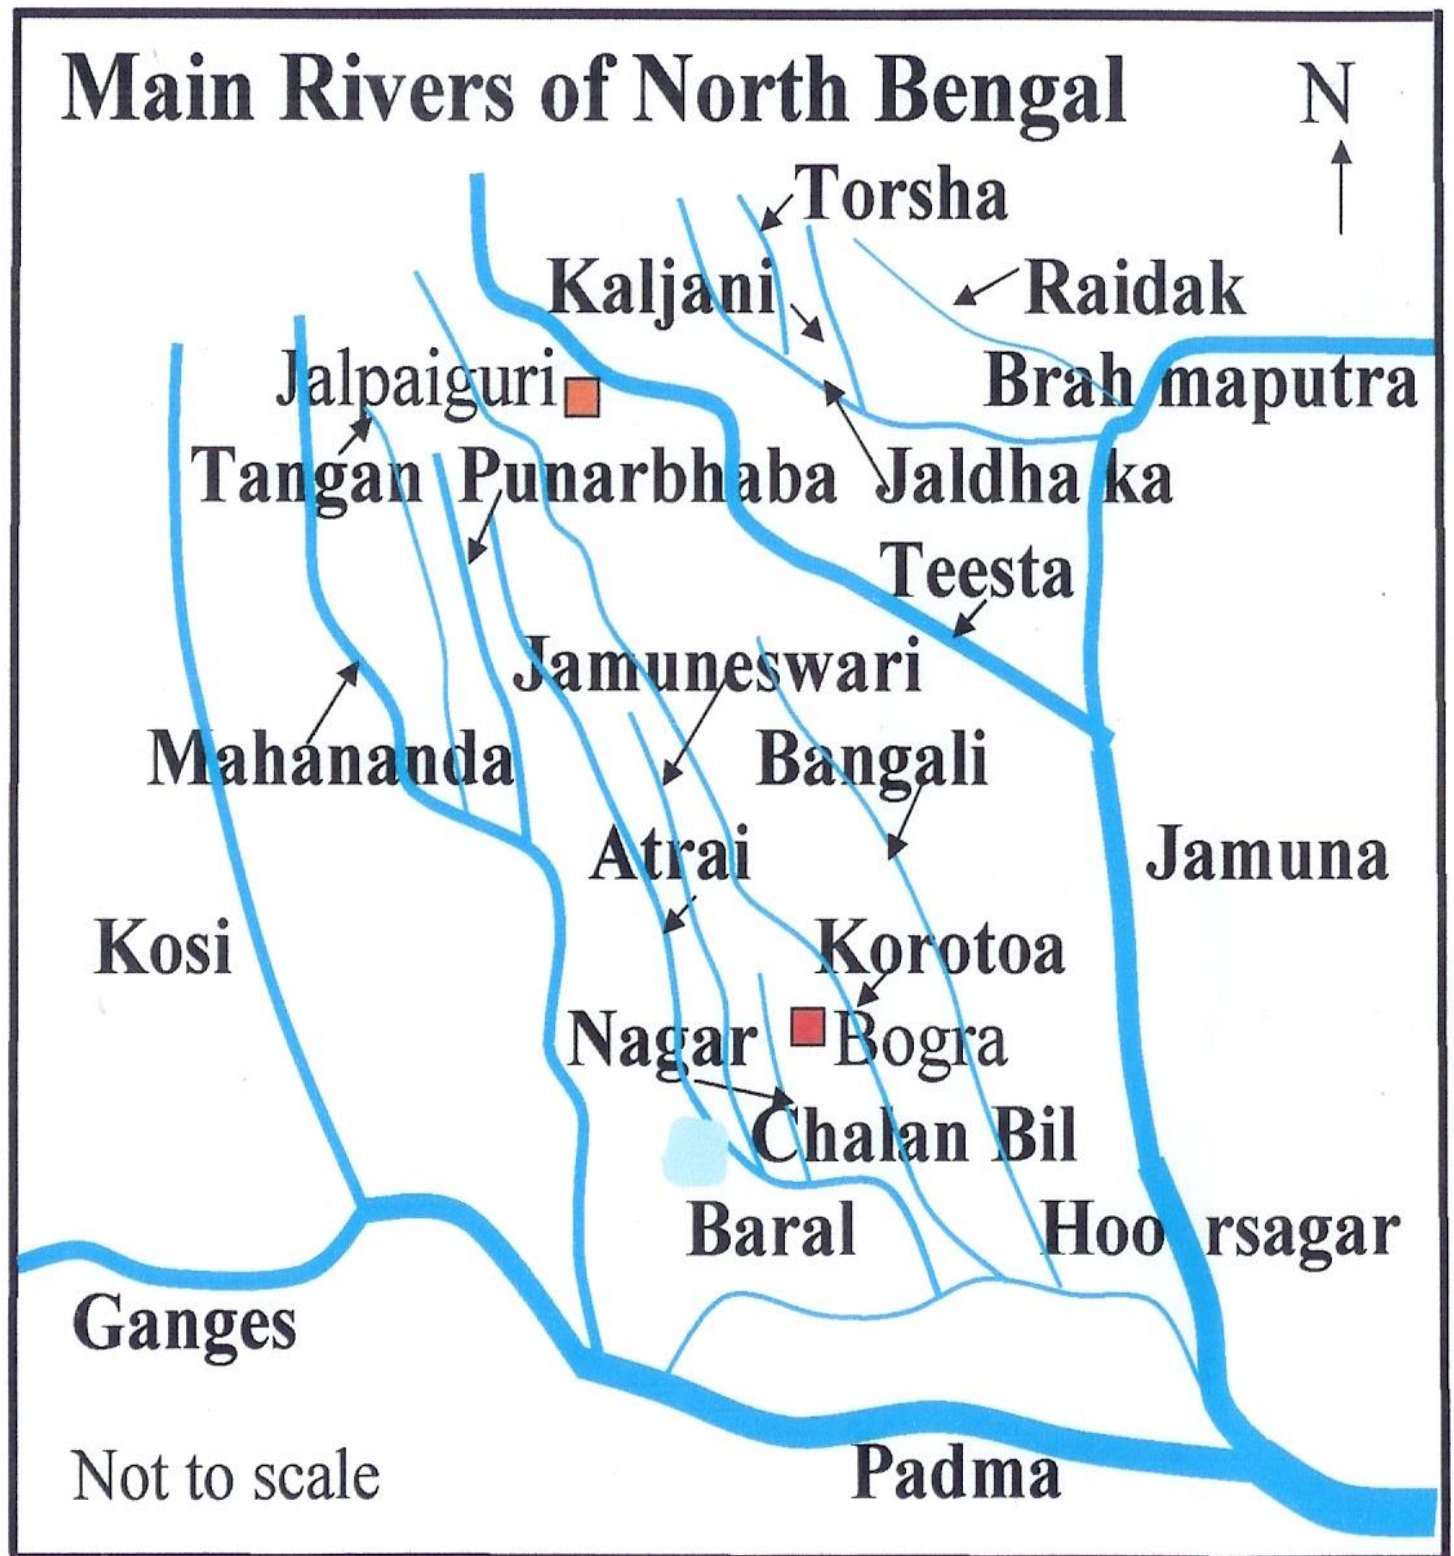 Main Rivers of North Bengal
N
Torsha
Kaljani
Raidak
Jalpaiguri
Brah maputra
Tangan
Punarbhaba
Jaldha ka
Teesta
Jamuneswari
Mahananda
Bangali
Atrai
Jamuna
Kosi
Korotoa
Nagar
Bogra
Chalan Bil
Baral
Hoo rsagar
Ganges
Not to scale
Padma